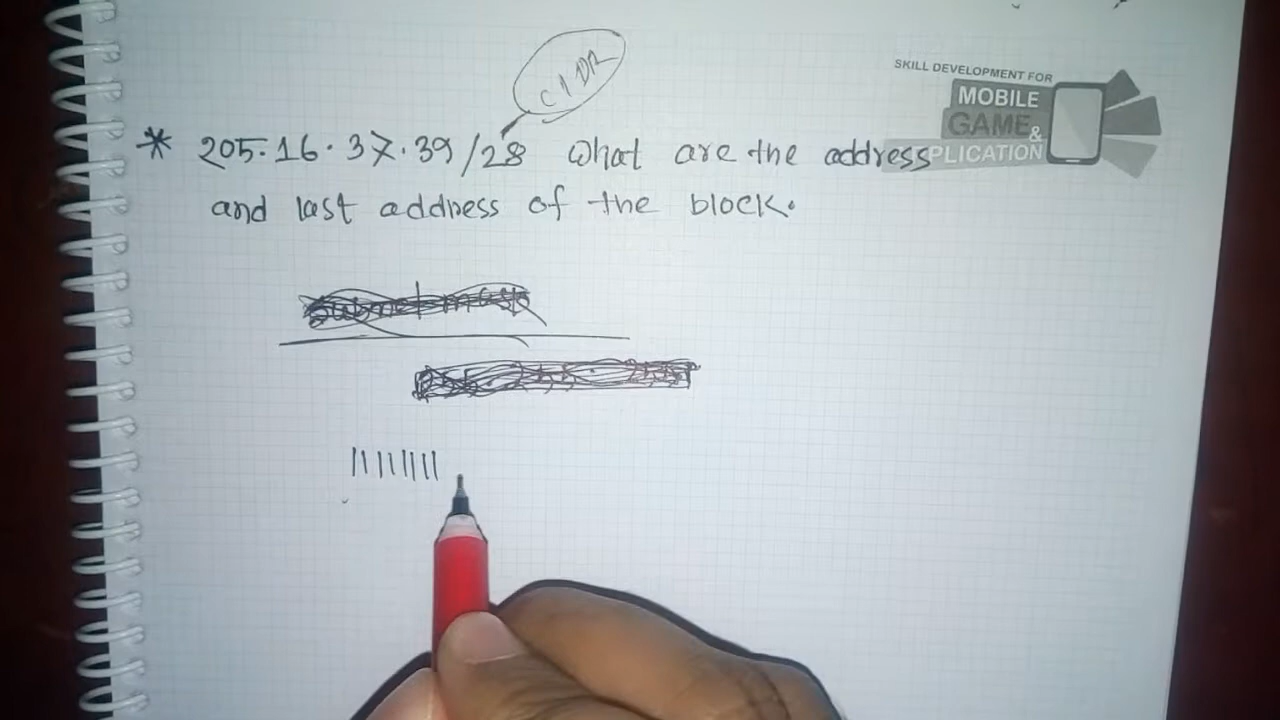 CIDR
SKILL DEVELOPMENT FOR
MOBILE
GAME &
PLICATION
* 205.16.37.39/28 What are the address
and last address of the block.
11111111